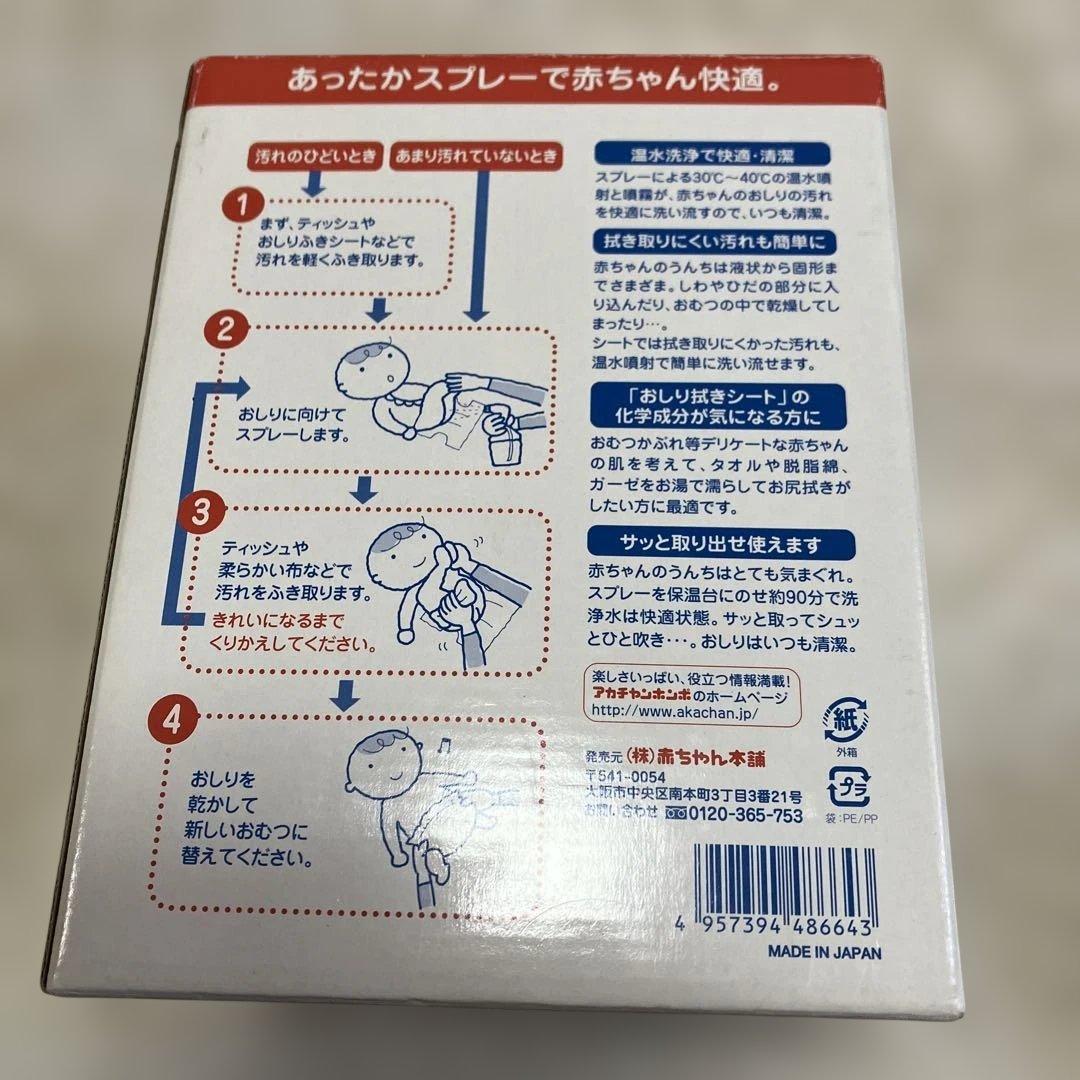 あったかスプレーで赤ちゃん快適。
汚れのひどいとき
あまり汚れていないとき
1
まず、ティッシュや
おしりふきシートなどで
汚れを軽くふき取ります。
2
おしりに向けて
スプレーします。
3
ティッシュや
柔らかい布などで
汚れをふき取ります。
きれいになるまで
くりかえしてください。
4
おしりを
乾かして
新しいおむつに
替えてください。
温水洗浄で快適・清潔
スプレーによる30℃〜40℃の温水噴
射と噴霧が、赤ちゃんのおしりの汚れ
を快適に洗い流すので、いつも清潔。
拭き取りにくい汚れも簡単に
赤ちゃんのうんちは液状から固形ま
でさまざま。しわやひだの部分に入
り込んだり、おむつの中で乾燥してし
まったり…。
シートでは拭き取りにくかった汚れも、
温水噴射で簡単に洗い流せます。
「おしり拭きシート」の
化学成分が気になる方に
おむつかぶれ等デリケートな赤ちゃん
の肌を考えて、タオルや脱脂綿、
ガーゼをお湯で濡らしてお尻拭きが
したい方に最適です。
サッと取り出せ使えます
赤ちゃんのうんちはとても気まぐれ。
スプレーを保温台にのせ約90分で洗
浄水は快適状態。サッと取ってシュッ
とひと吹き･･･。おしりはいつも清潔。
楽しさいっぱい、役立つ情報満載!
アカチャンホンポのホームページ
http://www.akachan.jp/
発売元 (株)赤ちゃん本舗
〒541-0054
大阪市中央区南本町3丁目3番21号
お問い合わせ 0120-365-753
紙
外箱
プラ
袋:PE/PP
4 957394 486643
MADE IN JAPAN